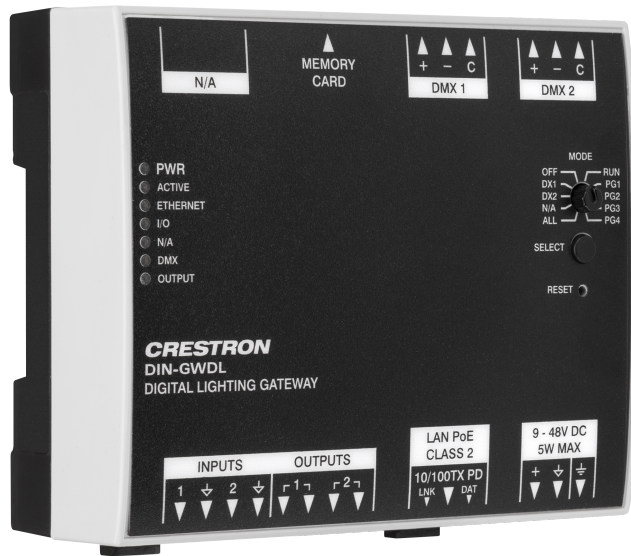 N/A
MEMORY
CARD
+ − C
DMX 1
+ − C
DMX 2
PWR
ACTIVE
ETHERNET
I/O
N/A
DMX
OUTPUT
MODE
OFF RUN
DX1 PG1
DX2 PG2
N/A PG3
ALL PG4
SELECT
RESET
CRESTRON
DIN-GWDL
DIGITAL LIGHTING GATEWAY
INPUTS OUTPUTS
1 2 1 2
LAN PoE
CLASS 2
10/100TX PD
LNK DAT
9 - 48V DC
5W MAX
+